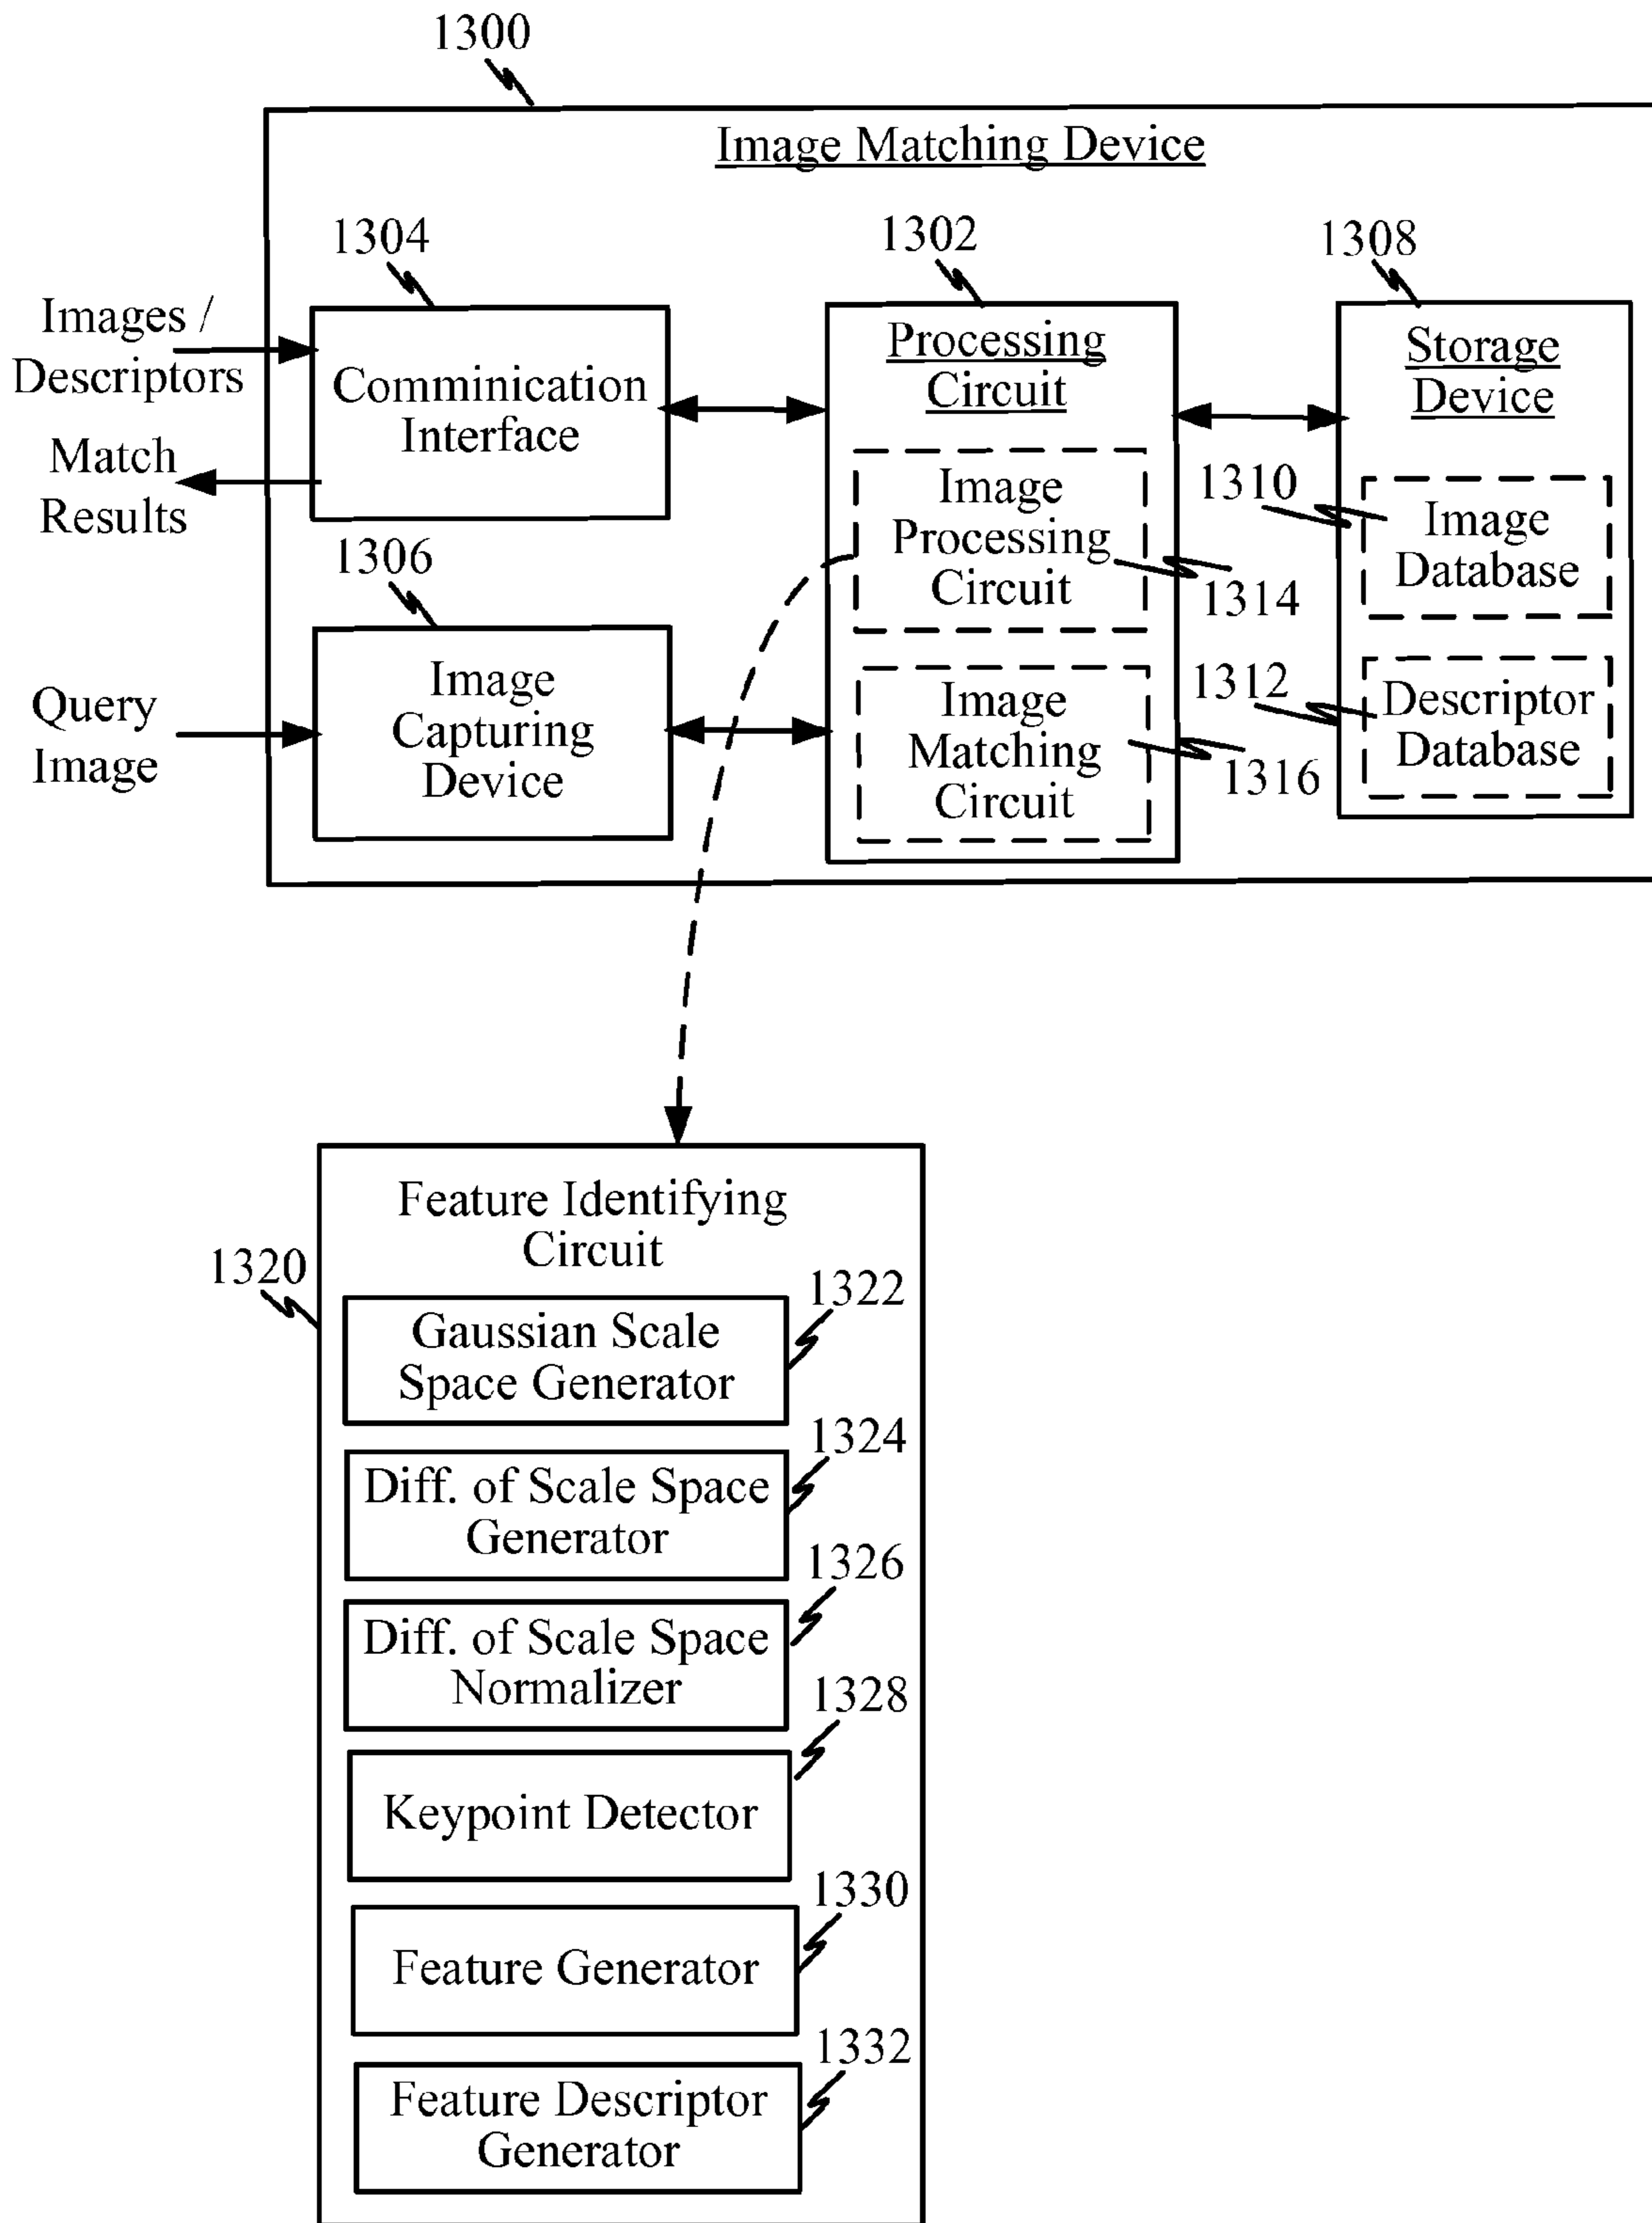 1300
Image Matching Device
1304
1302
1308
Images /
Descriptors
Match
Results
Comminication
Interface
Processing
Circuit
Storage
Device
Image
Processing
Circuit
1314
1310
Image
Database
1306
Query
Image
Image
Capturing
Device
Image
Matching
Circuit
1316
1312
Descriptor
Database
Feature Identifying
Circuit
1320
1322
Gaussian Scale
Space Generator
1324
Diff. of Scale Space
Generator
1326
Diff. of Scale Space
Normalizer
1328
Keypoint Detector
1330
Feature Generator
1332
Feature Descriptor
Generator